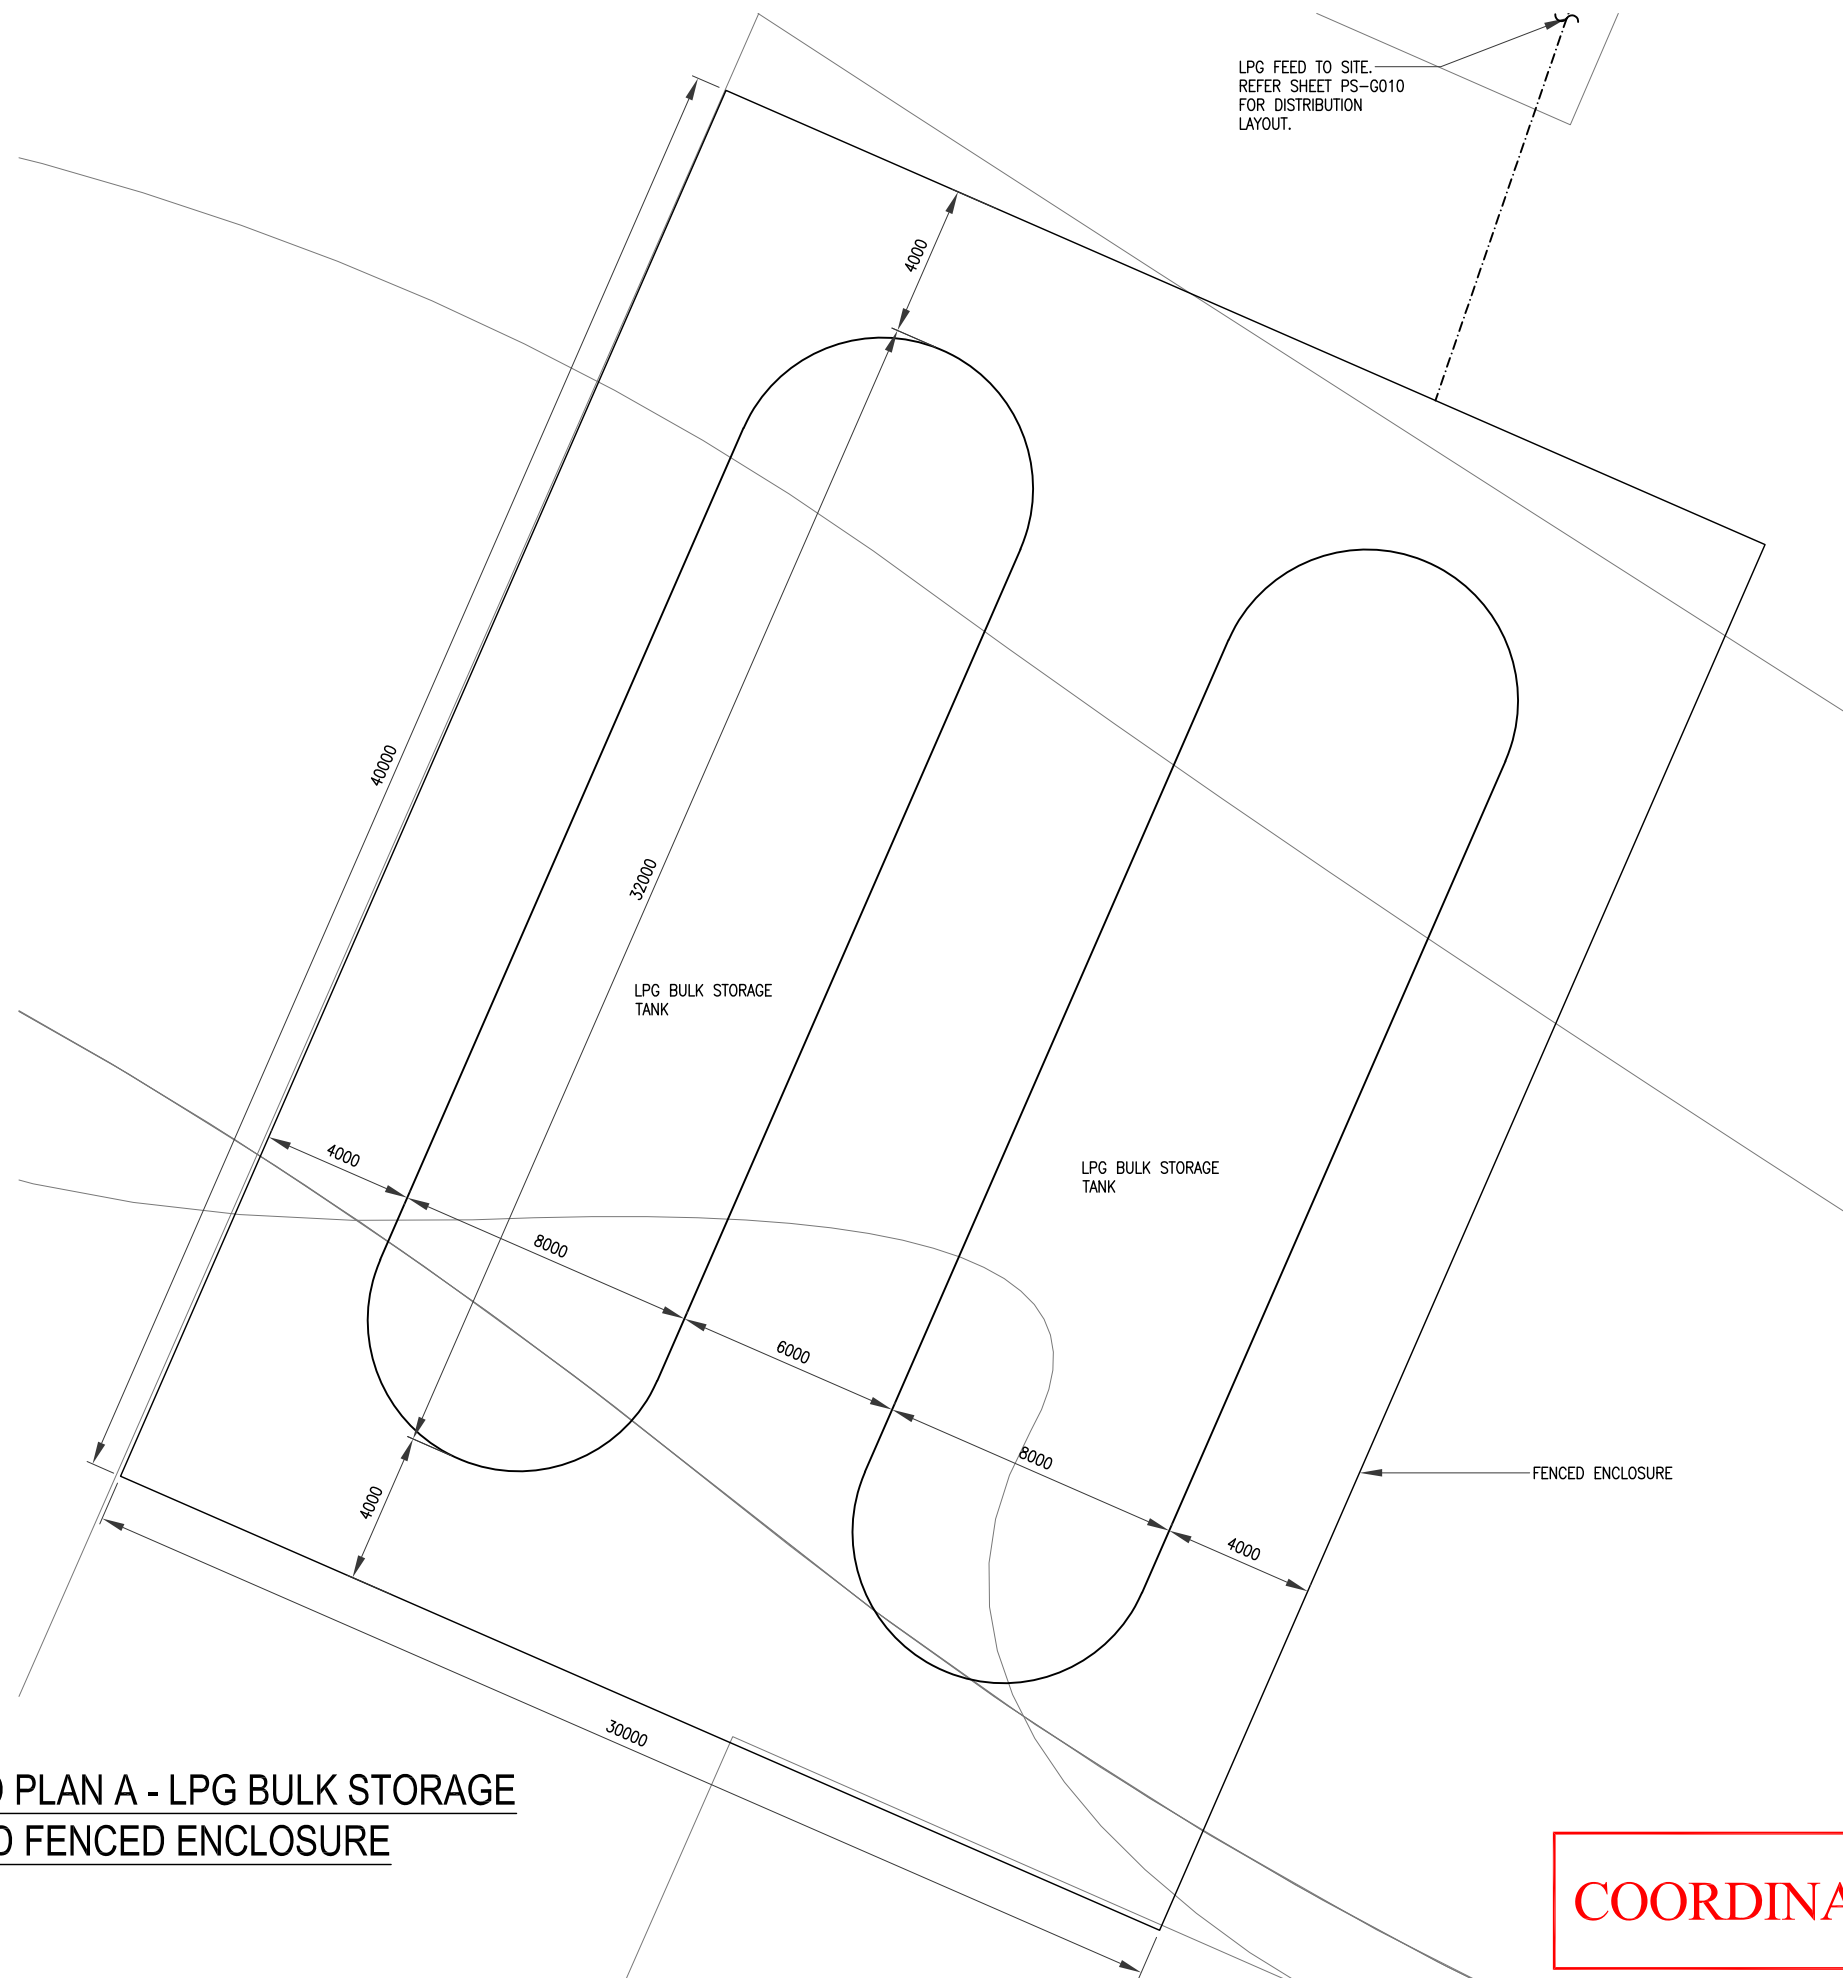 LPG FEED TO SITE.
REFER SHEET PS-G010
FOR DISTRIBUTION
LAYOUT.
4000
40000
32000
LPG BULK STORAGE
TANK
4000
LPG BULK STORAGE
TANK
8000
6000
8000
FENCED ENCLOSURE
4000
4000
30000
PLAN A - LPG BULK STORAGE
FENCED ENCLOSURE